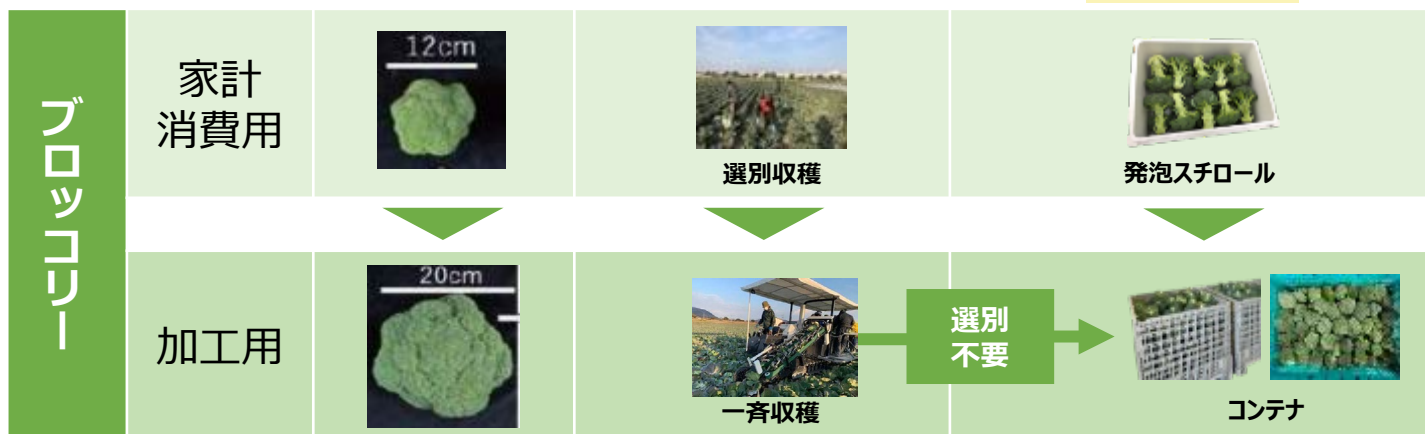 ブロッコリー
家計
消費用
12cm
選別収穫
発泡スチロール
加工用
20cm
一斉収穫
選別
不要
コンテナ